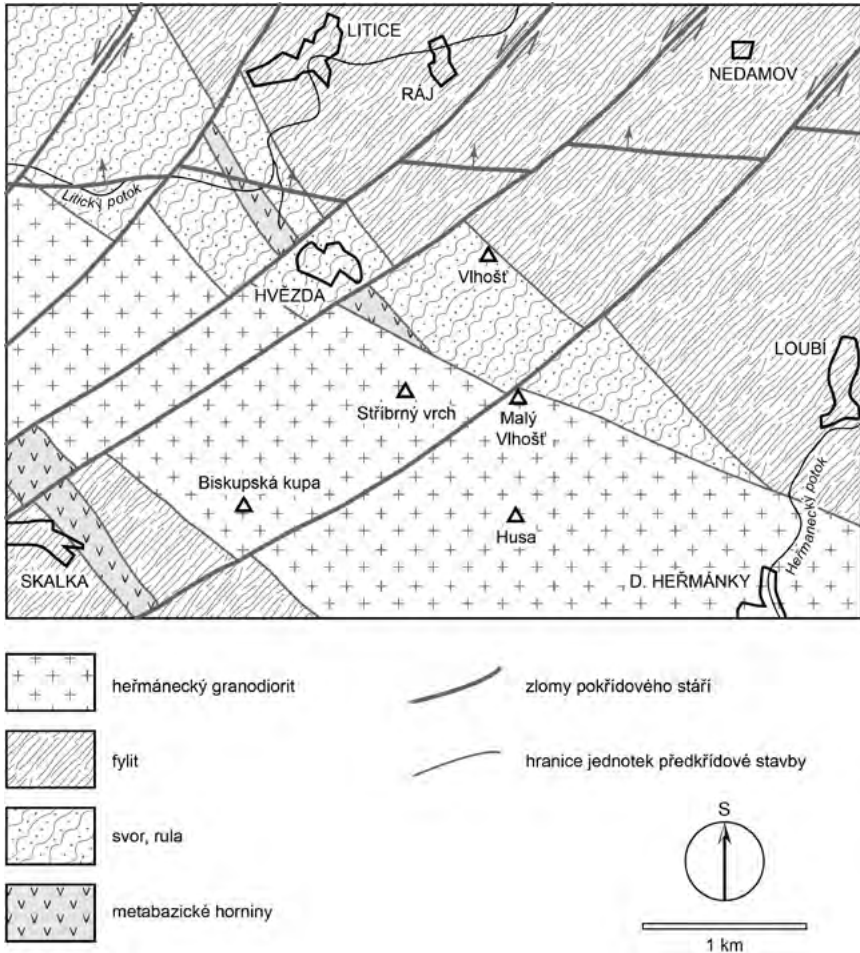 LITICE
RÁJ
NEDAMOV
Litický potok
HVĚZDA
Vlhošť
LOUBÍ
Stříbrný vrch
Malý
Vlhošť
Biskupská kupa
Husa
Heřmanecký potok
SKALKA
D. HEŘMÁNKY
heřmánecký granodiorit
zlomy pokřídového stáří
fylit
hranice jednotek předkřídové stavby
svor, rula
S
metabazické horniny
1 km